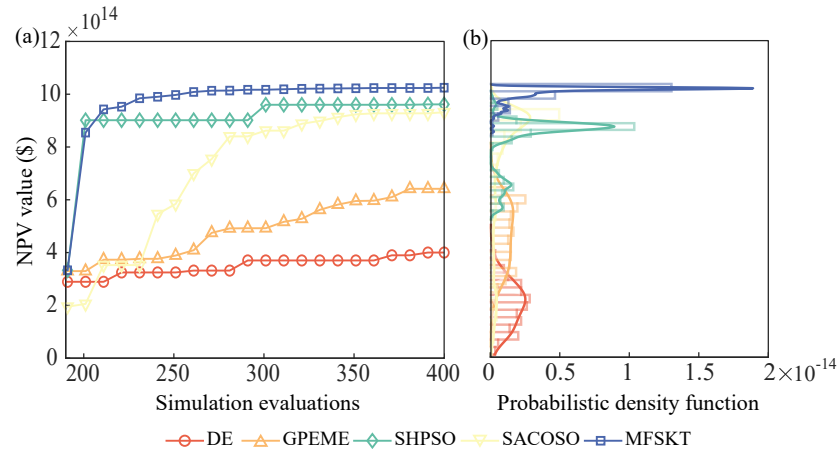 (a)
×10^14
(b)
12
10
8
6
4
2
0
NPV value ($)
200
250
300
350
400
190
Simulation evaluations
0
0.5
1
1.5
2
×10^-14
Probabilistic density function
DE
GPEME
SHPSO
SACOSO
MFSKT